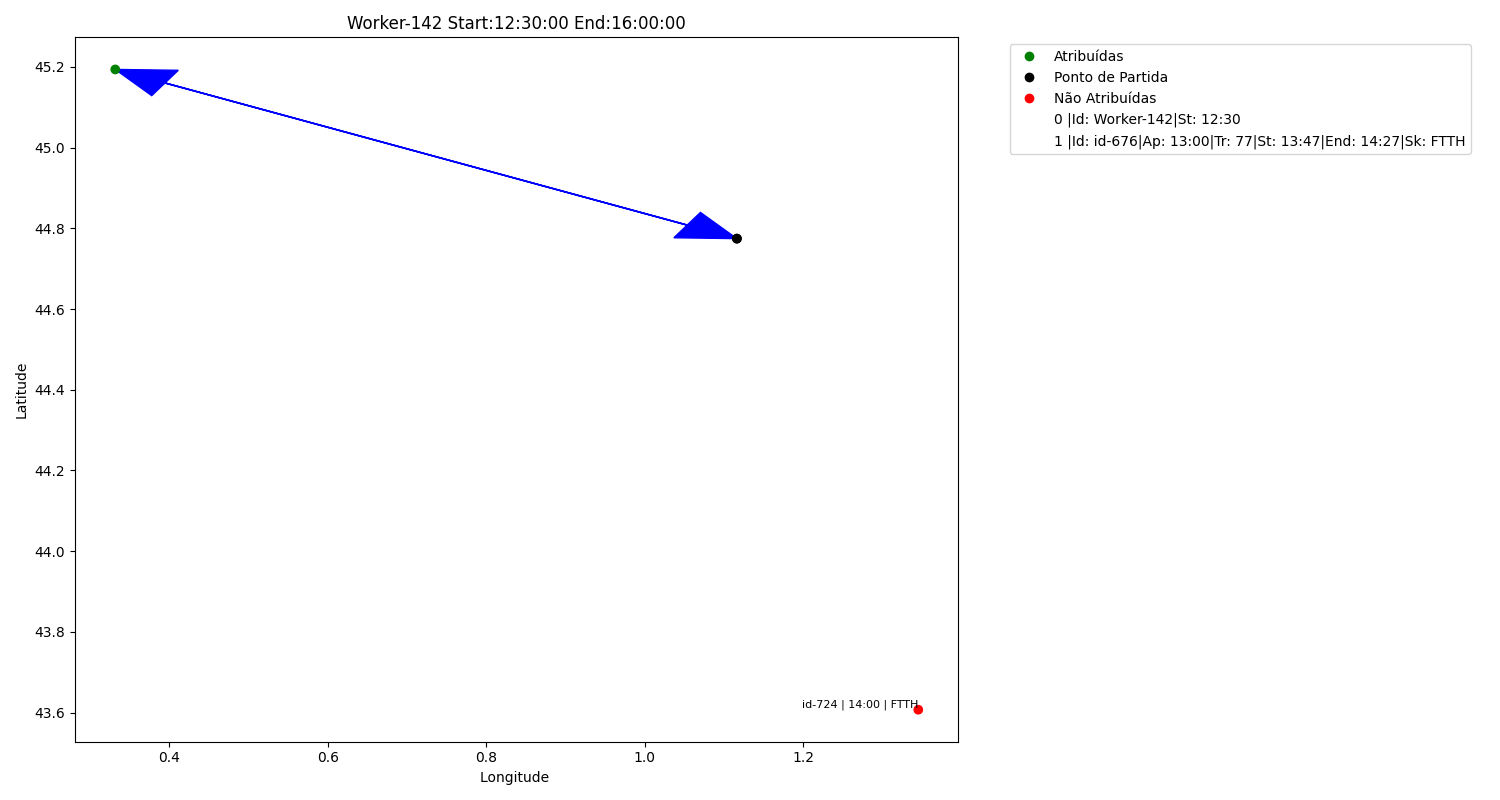 Worker-142 Start:12:30:00 End:16:00:00
Atribuídas
Ponto de Partida
Não Atribuídas
0 |Id: Worker-142|St: 12:30
1 |Id: id-676|Ap: 13:00|Tr: 77|St: 13:47|End: 14:27|Sk: FTTH
45.2
45.0
44.8
44.6
44.4
44.2
44.0
43.8
43.6
Latitude
id-724 | 14:00 | FTTH
0.4
0.6
0.8
1.0
1.2
Longitude